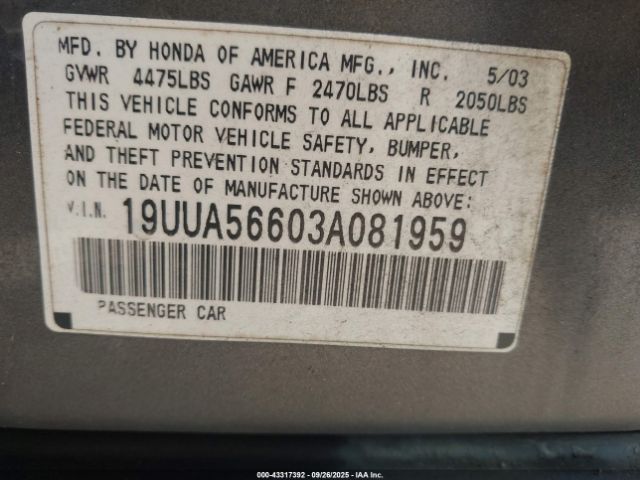 MFD. BY HONDA OF AMERICA MFG., INC. 5/03
GVWR 4475LBS GAWR F 2470LBS R 2050LBS
THIS VEHICLE CONFORMS TO ALL APPLICABLE
FEDERAL MOTOR VEHICLE SAFETY, BUMPER,
AND THEFT PREVENTION STANDARDS IN EFFECT
ON THE DATE OF MANUFACTURE SHOWN ABOVE:
V.I.N. 19UUA56603A081959
PASSENGER CAR
000-43317392 - 09/26/2025 - IAA Inc.